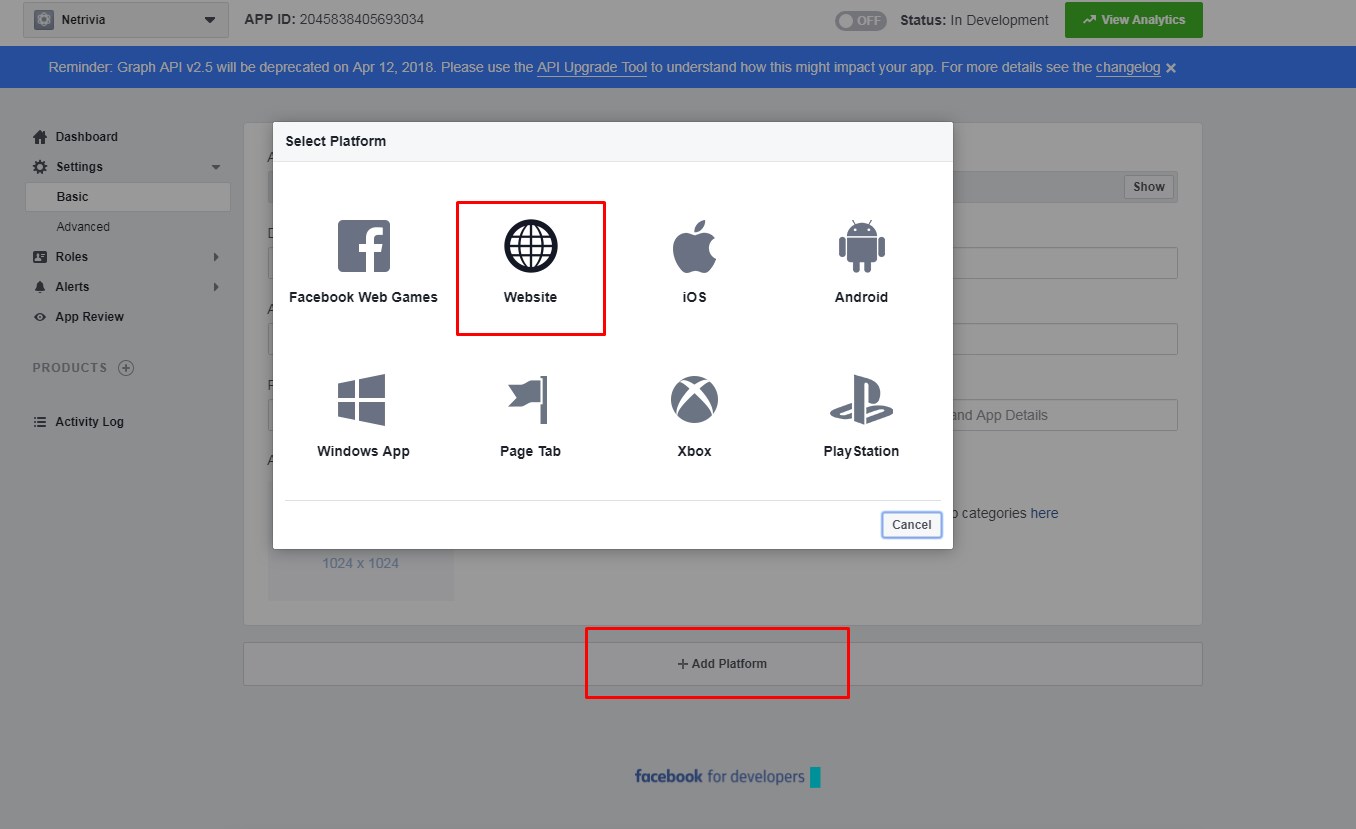 Netrivia
APP ID: 2045838405693034
OFF
Status: In Development
View Analytics
Reminder: Graph API v2.5 will be deprecated on Apr 12, 2018. Please use the API Upgrade Tool to understand how this might impact your app. For more details see the changelog
Dashboard
Settings
Basic
Advanced
Roles
Alerts
App Review
PRODUCTS
Activity Log
Select Platform
Show
Facebook Web Games
Website
iOS
Android
Windows App
Page Tab
Xbox
PlayStation
and App Details
Cancel
categories here
1024 x 1024
+ Add Platform
facebook for developers